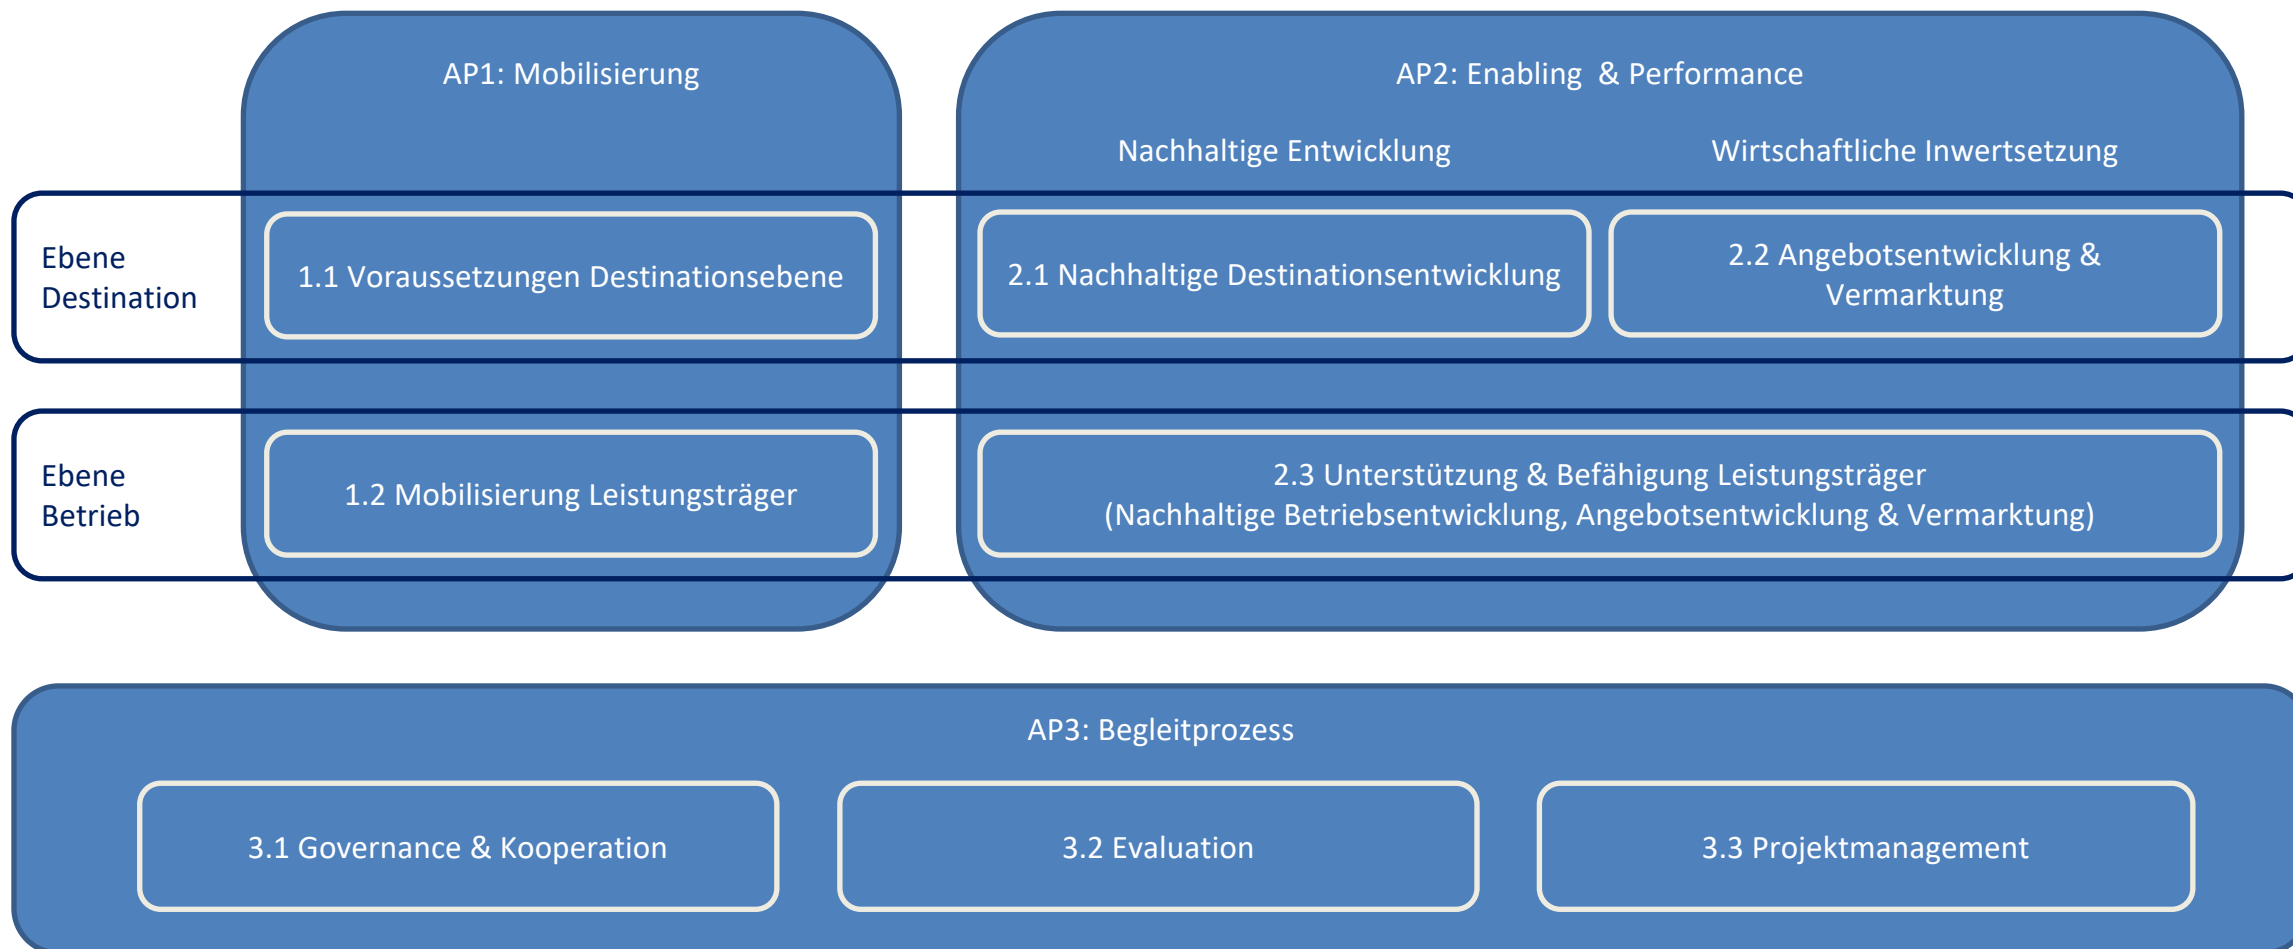 AP1: Mobilisierung
AP2: Enabling & Performance
Nachhaltige Entwicklung
Wirtschaftliche Inwertsetzung
Ebene
Destination
1.1 Voraussetzungen Destinationsebene
2.1 Nachhaltige Destinationsentwicklung
2.2 Angebotsentwicklung &
Vermarktung
Ebene
Betrieb
1.2 Mobilisierung Leistungsträger
2.3 Unterstützung & Befähigung Leistungsträger
(Nachhaltige Betriebsentwicklung, Angebotsentwicklung & Vermarktung)
AP3: Begleitprozess
3.1 Governance & Kooperation
3.2 Evaluation
3.3 Projektmanagement